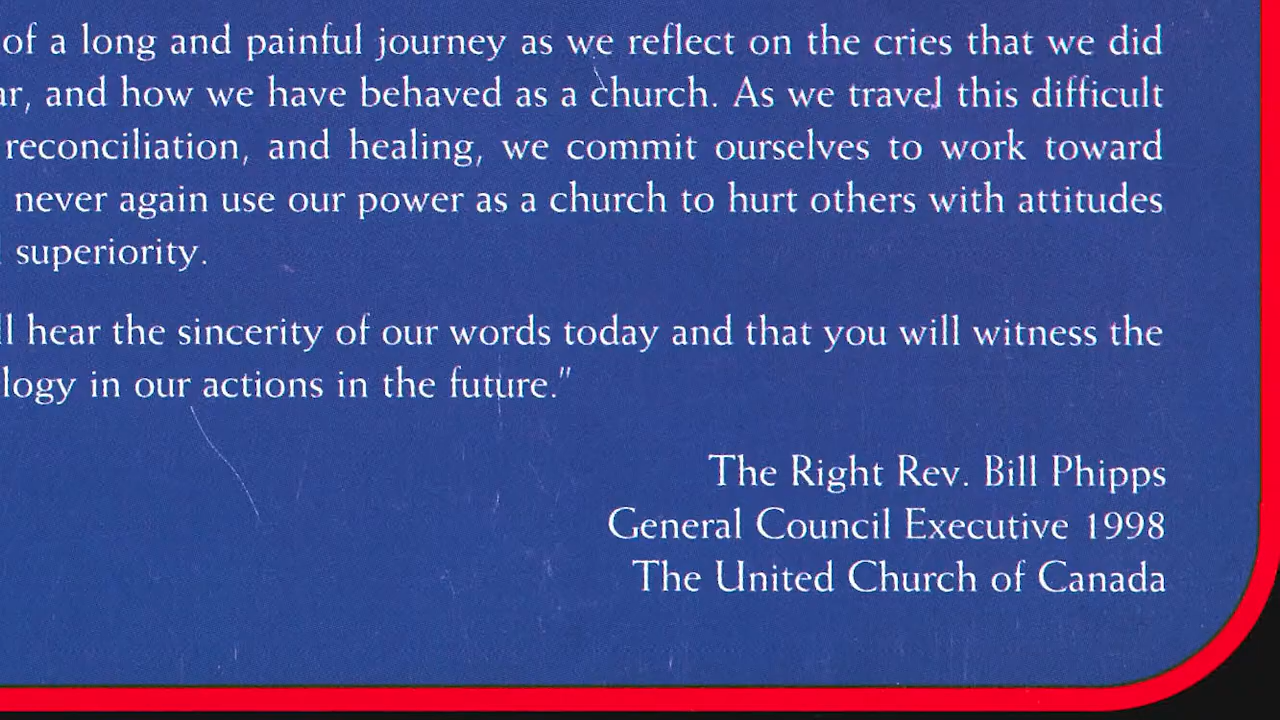 of a long and painful journey as we reflect on the cries that we did
ar, and how we have behaved as a church. As we travel this difficult
reconciliation, and healing, we commit ourselves to work toward
never again use our power as a church to hurt others with attitudes
superiority.
ll hear the sincerity of our words today and that you will witness the
logy in our actions in the future."
The Right Rev. Bill Phipps
General Council Executive 1998
The United Church of Canada